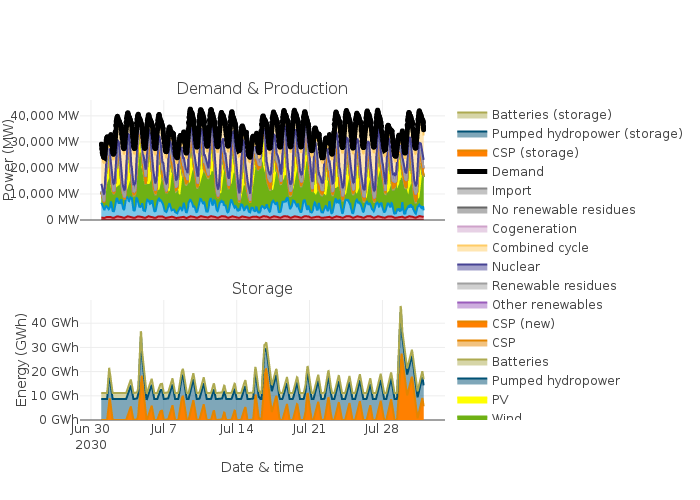 Demand & Production
40,000 MW
30,000 MW
20,000 MW
10,000 MW
0 MW
Power (MW)
Storage
40 GWh
30 GWh
20 GWh
10 GWh
0 GWh
Energy (GWh)
Jun 30
2030
Jul 7
Jul 14
Jul 21
Jul 28
Date & time
Batteries (storage)
Pumped hydropower (storage)
CSP (storage)
Demand
Import
No renewable residues
Cogeneration
Combined cycle
Nuclear
Renewable residues
Other renewables
CSP (new)
CSP
Batteries
Pumped hydropower
PV
Wind